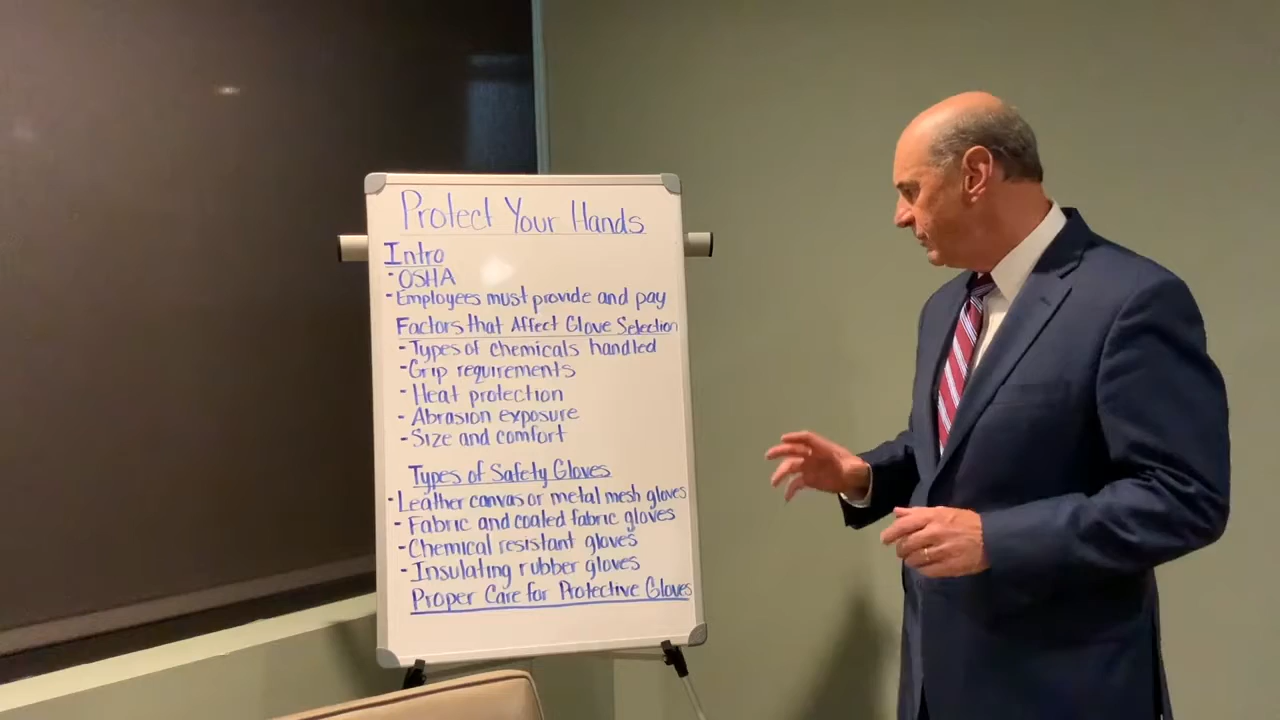 Protect Your Hands
Intro
- OSHA
- Employees must provide and pay
Factors that Affect Glove Selection
- Types of chemicals handled
- Grip requirements
- Heat protection
- Abrasion exposure
- Size and comfort
Types of Safety Gloves
- Leather canvas or metal mesh gloves
- Fabric and coated fabric gloves
- Chemical resistant gloves
- Insulating rubber gloves
Proper Care for Protective Gloves